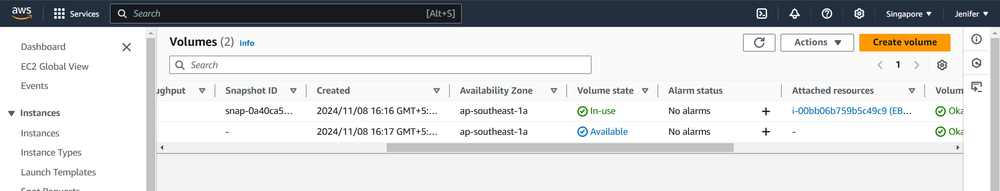 aws Services Search [Alt+S] Singapore Jenifer
Dashboard
EC2 Global View
Events
Instances
Instances
Instance Types
Launch Templates
Spot Requests
Volumes (2) Info Actions Create volume
Search 1
ughput Snapshot ID Created Availability Zone Volume state Alarm status Attached resources Volum
snap-0a40ca5... 2024/11/08 16:16 GMT+5:... ap-southeast-1a In-use No alarms + i-00bb06b759b5c49c9 (EB... Oka
- 2024/11/08 16:17 GMT+5:... ap-southeast-1a Available No alarms + - Oka